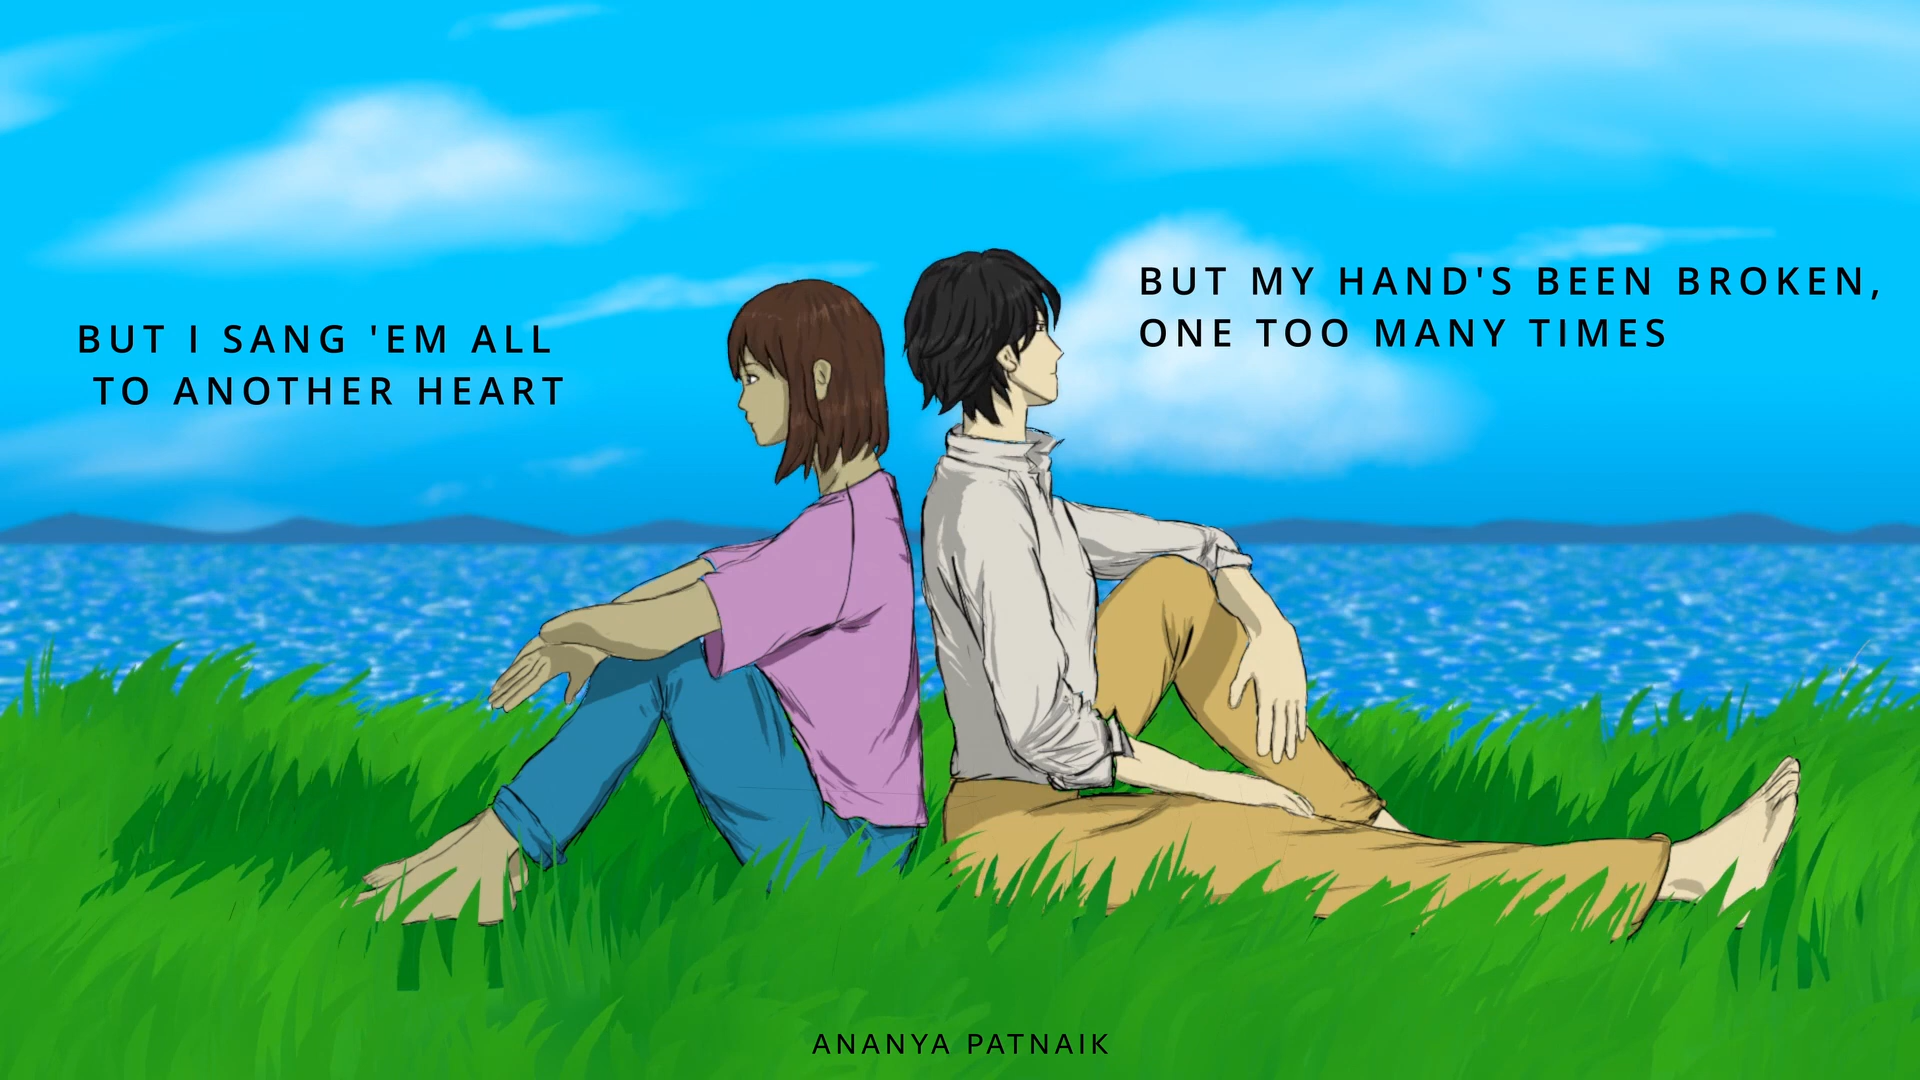 BUT I SANG 'EM ALL
TO ANOTHER HEART
BUT MY HAND'S BEEN BROKEN,
ONE TOO MANY TIMES
ANANYA PATNAIK